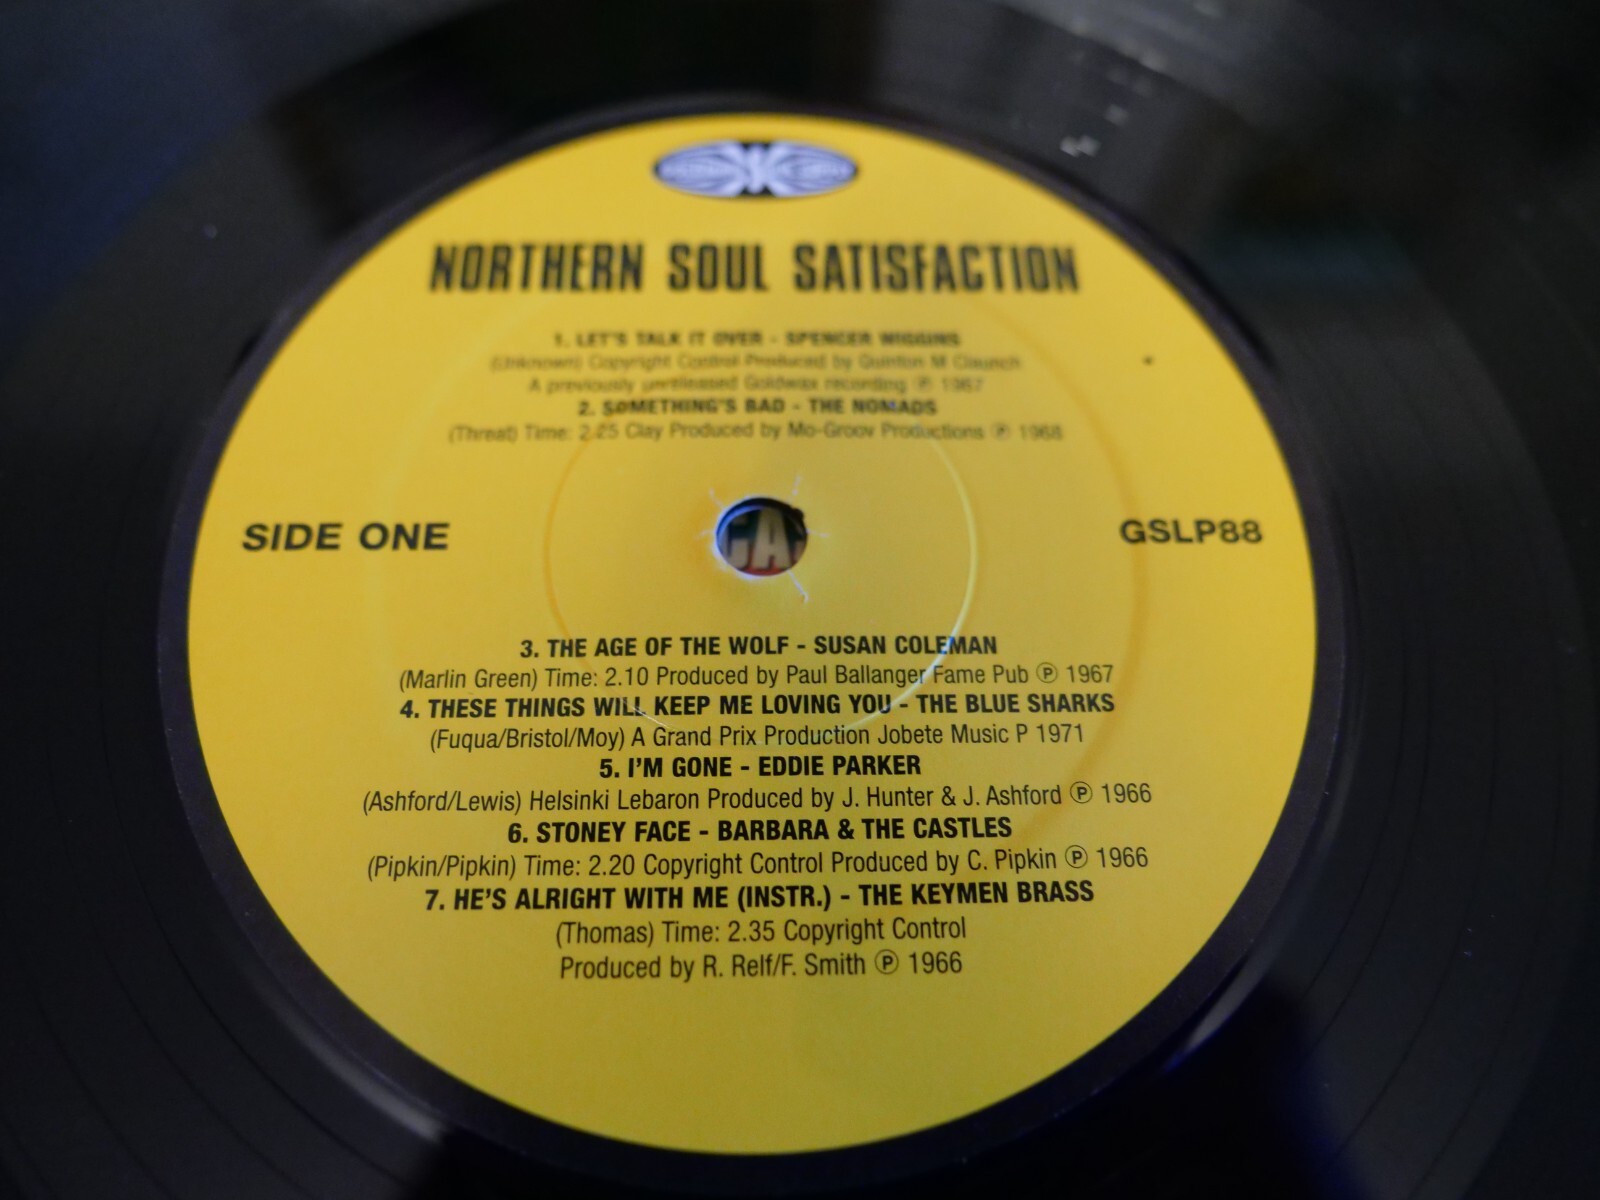 NORTHERN SOUL SATISFACTION
1. LET'S TALK IT OVER - SPENCER WIGGINS
(Unknown) Copyright Control Produced by Quinton M Claunch
A previously unreleased Goldwax recording ℗ 1967
2. SOMETHING'S BAD - THE NOMADS
(Threat) Time: 2.25 Clay Produced by Mo-Groov Productions ℗ 1968
SIDE ONE
GSLP88
CA
3. THE AGE OF THE WOLF - SUSAN COLEMAN
(Marlin Green) Time: 2.10 Produced by Paul Ballanger Fame Pub ℗ 1967
4. THESE THINGS WILL KEEP ME LOVING YOU - THE BLUE SHARKS
(Fuqua/Bristol/Moy) A Grand Prix Production Jobete Music P 1971
5. I'M GONE - EDDIE PARKER
(Ashford/Lewis) Helsinki Lebaron Produced by J. Hunter & J. Ashford ℗ 1966
6. STONEY FACE - BARBARA & THE CASTLES
(Pipkin/Pipkin) Time: 2.20 Copyright Control Produced by C. Pipkin ℗ 1966
7. HE'S ALRIGHT WITH ME (INSTR.) - THE KEYMEN BRASS
(Thomas) Time: 2.35 Copyright Control
Produced by R. Relf/F. Smith ℗ 1966